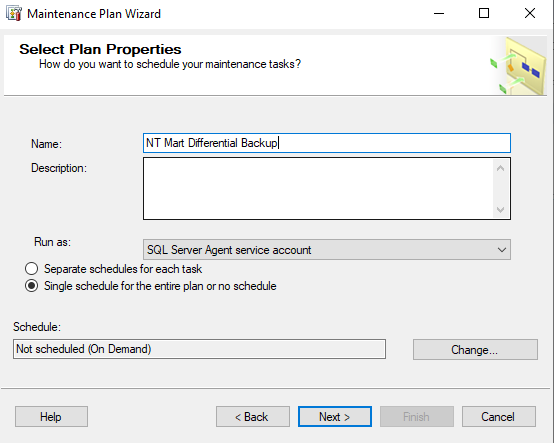 Maintenance Plan Wizard
Select Plan Properties
How do you want to schedule your maintenance tasks?
Name:
NT Mart Differential Backup
Description:
Run as:
SQL Server Agent service account
Separate schedules for each task
Single schedule for the entire plan or no schedule
Schedule:
Not scheduled (On Demand)
Change...
Help
< Back
Next >
Finish
Cancel